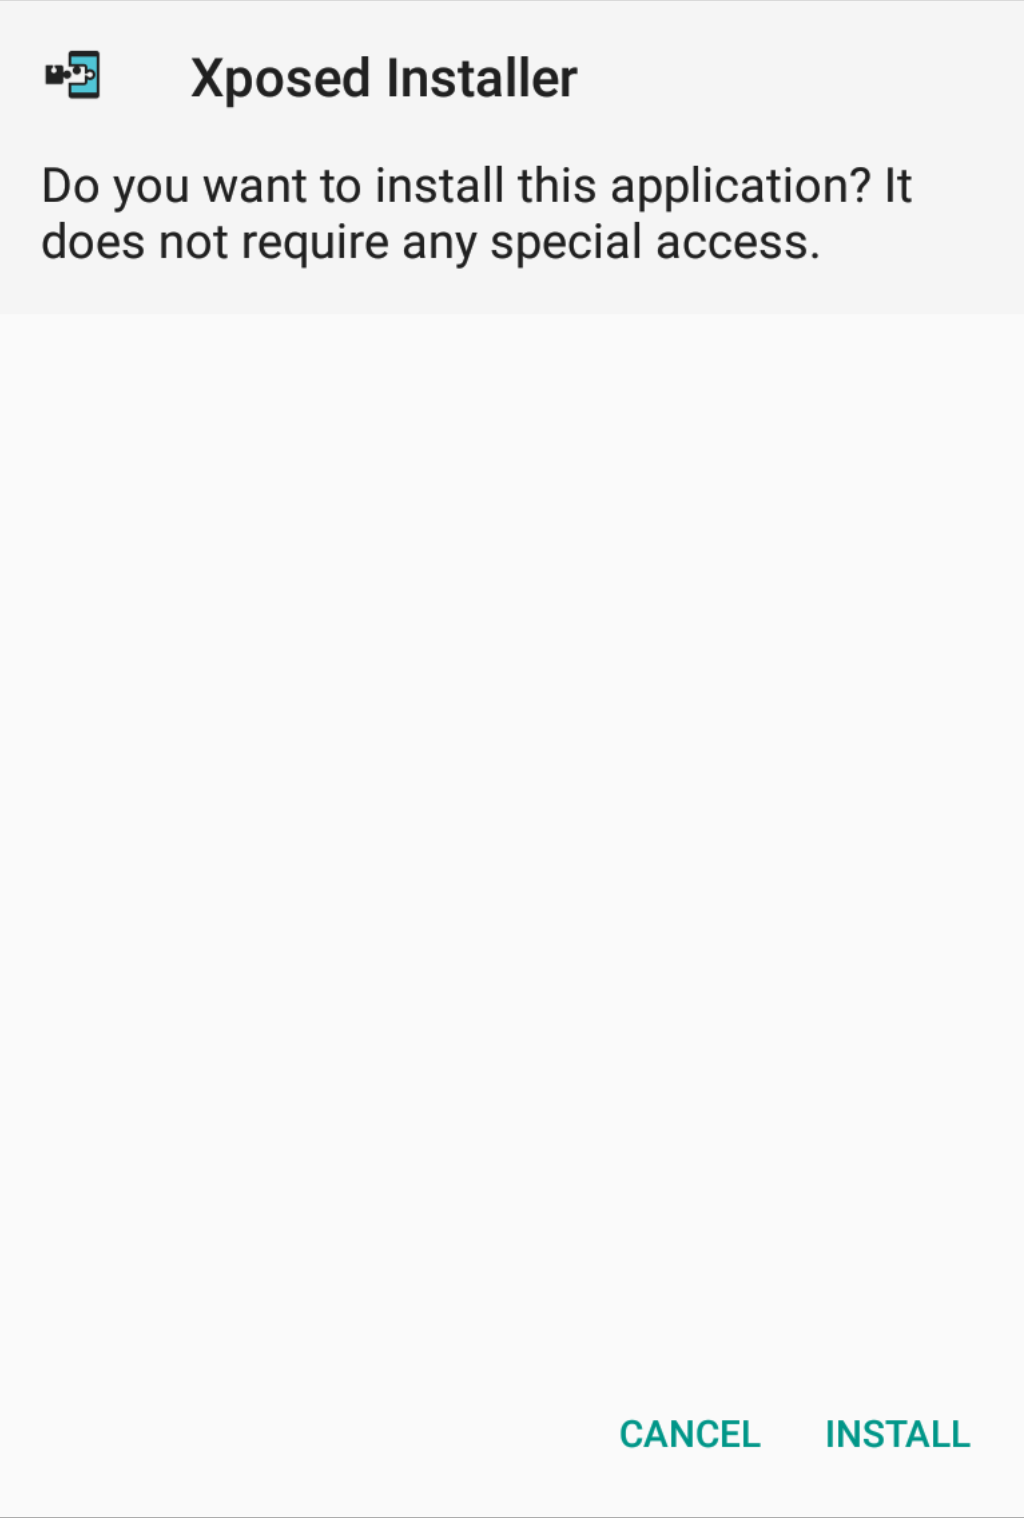 Xposed Installer
Do you want to install this application? It
does not require any special access.
CANCEL INSTALL